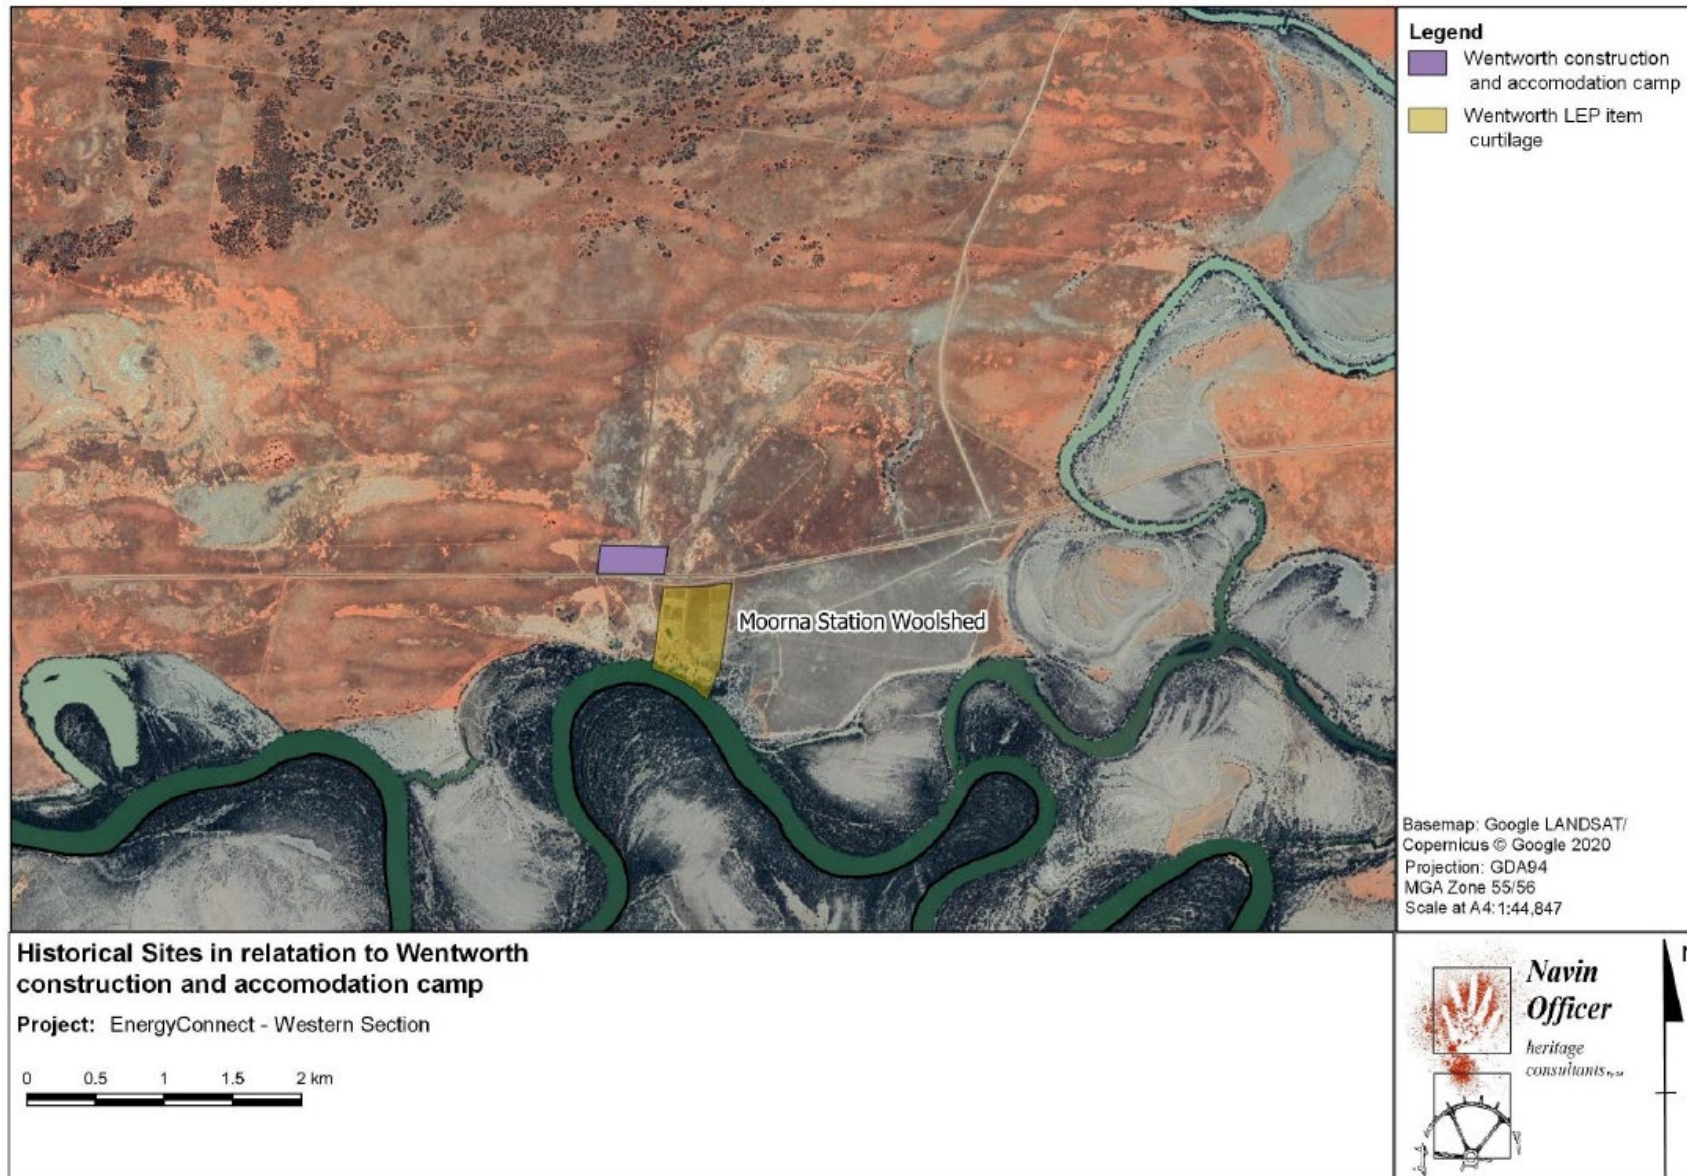 Legend
Wentworth construction
and accomodation camp
Wentworth LEP item
curtilage
Moorna Station Woolshed
Basemap: Google LANDSAT/
Copernicus © Google 2020
Projection: GDA94
MGA Zone 55/56
Scale at A4: 1:44,847
Historical Sites in relatation to Wentworth
construction and accomodation camp
Project: EnergyConnect - Western Section
0 0.5 1 1.5 2 km
Navin
Officer
heritage
consultants